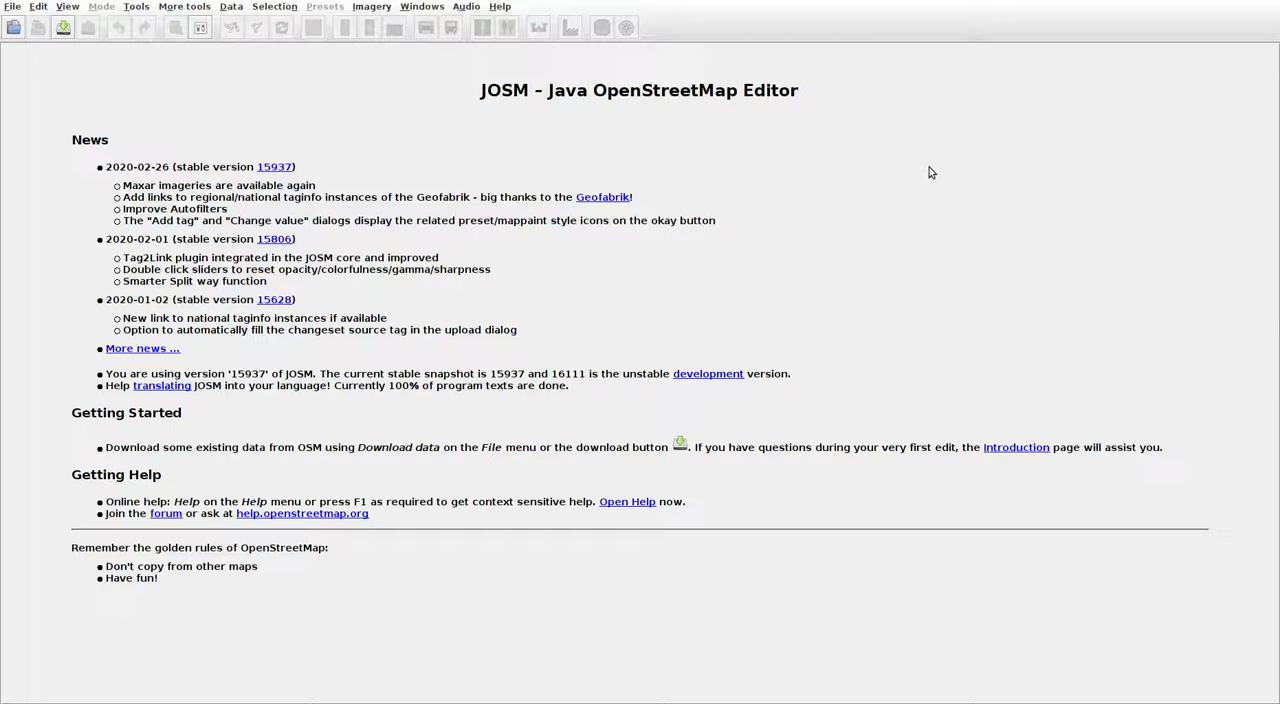 File Edit View Mode Tools More tools Data Selection Presets Imagery Windows Audio Help
JOSM – Java OpenStreetMap Editor
News
2020-02-26 (stable version 15937)
Maxar imageries are available again
Add links to regional/national taginfo instances of the Geofabrik - big thanks to the Geofabrik!
Improve Autofilters
The "Add tag" and "Change value" dialogs display the related preset/mappaint style icons on the okay button
2020-02-01 (stable version 15806)
Tag2Link plugin integrated in the JOSM core and improved
Double click sliders to reset opacity/colorfulness/gamma/sharpness
Smarter Split way function
2020-01-02 (stable version 15628)
New link to national taginfo instances if available
Option to automatically fill the changeset source tag in the upload dialog
More news ...
You are using version '15937' of JOSM. The current stable snapshot is 15937 and 16111 is the unstable development version.
Help translating JOSM into your language! Currently 100% of program texts are done.
Getting Started
Download some existing data from OSM using Download data on the File menu or the download button . If you have questions during your very first edit, the Introduction page will assist you.
Getting Help
Online help: Help on the Help menu or press F1 as required to get context sensitive help. Open Help now.
Join the forum or ask at help.openstreetmap.org
Remember the golden rules of OpenStreetMap:
Don't copy from other maps
Have fun!